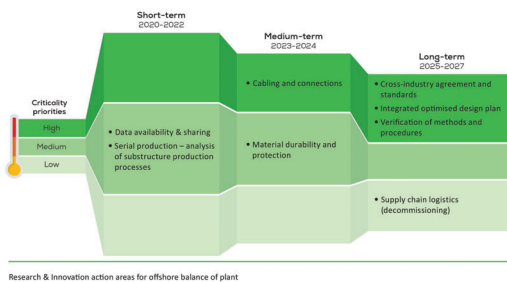 Short-term
2020-2022
Medium-term
2023-2024
Long-term
2025-2027
Criticality
priorities
High
Medium
Low
• Data availability & sharing
• Serial production – analysis
of substructure production
processes
• Cabling and connections
• Material durability and
protection
• Cross-industry agreement and
standards
• Integrated optimised design plan
• Verification of methods and
procedures
• Supply chain logistics
(decommissioning)
Research & Innovation action areas for offshore balance of plant